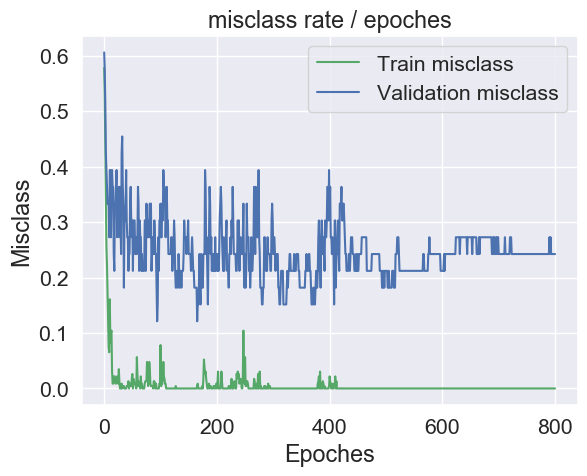 misclass rate / epoches
Train misclass
Validation misclass
Misclass
0.6
0.5
0.4
0.3
0.2
0.1
0.0
0
200
400
600
800
Epoches